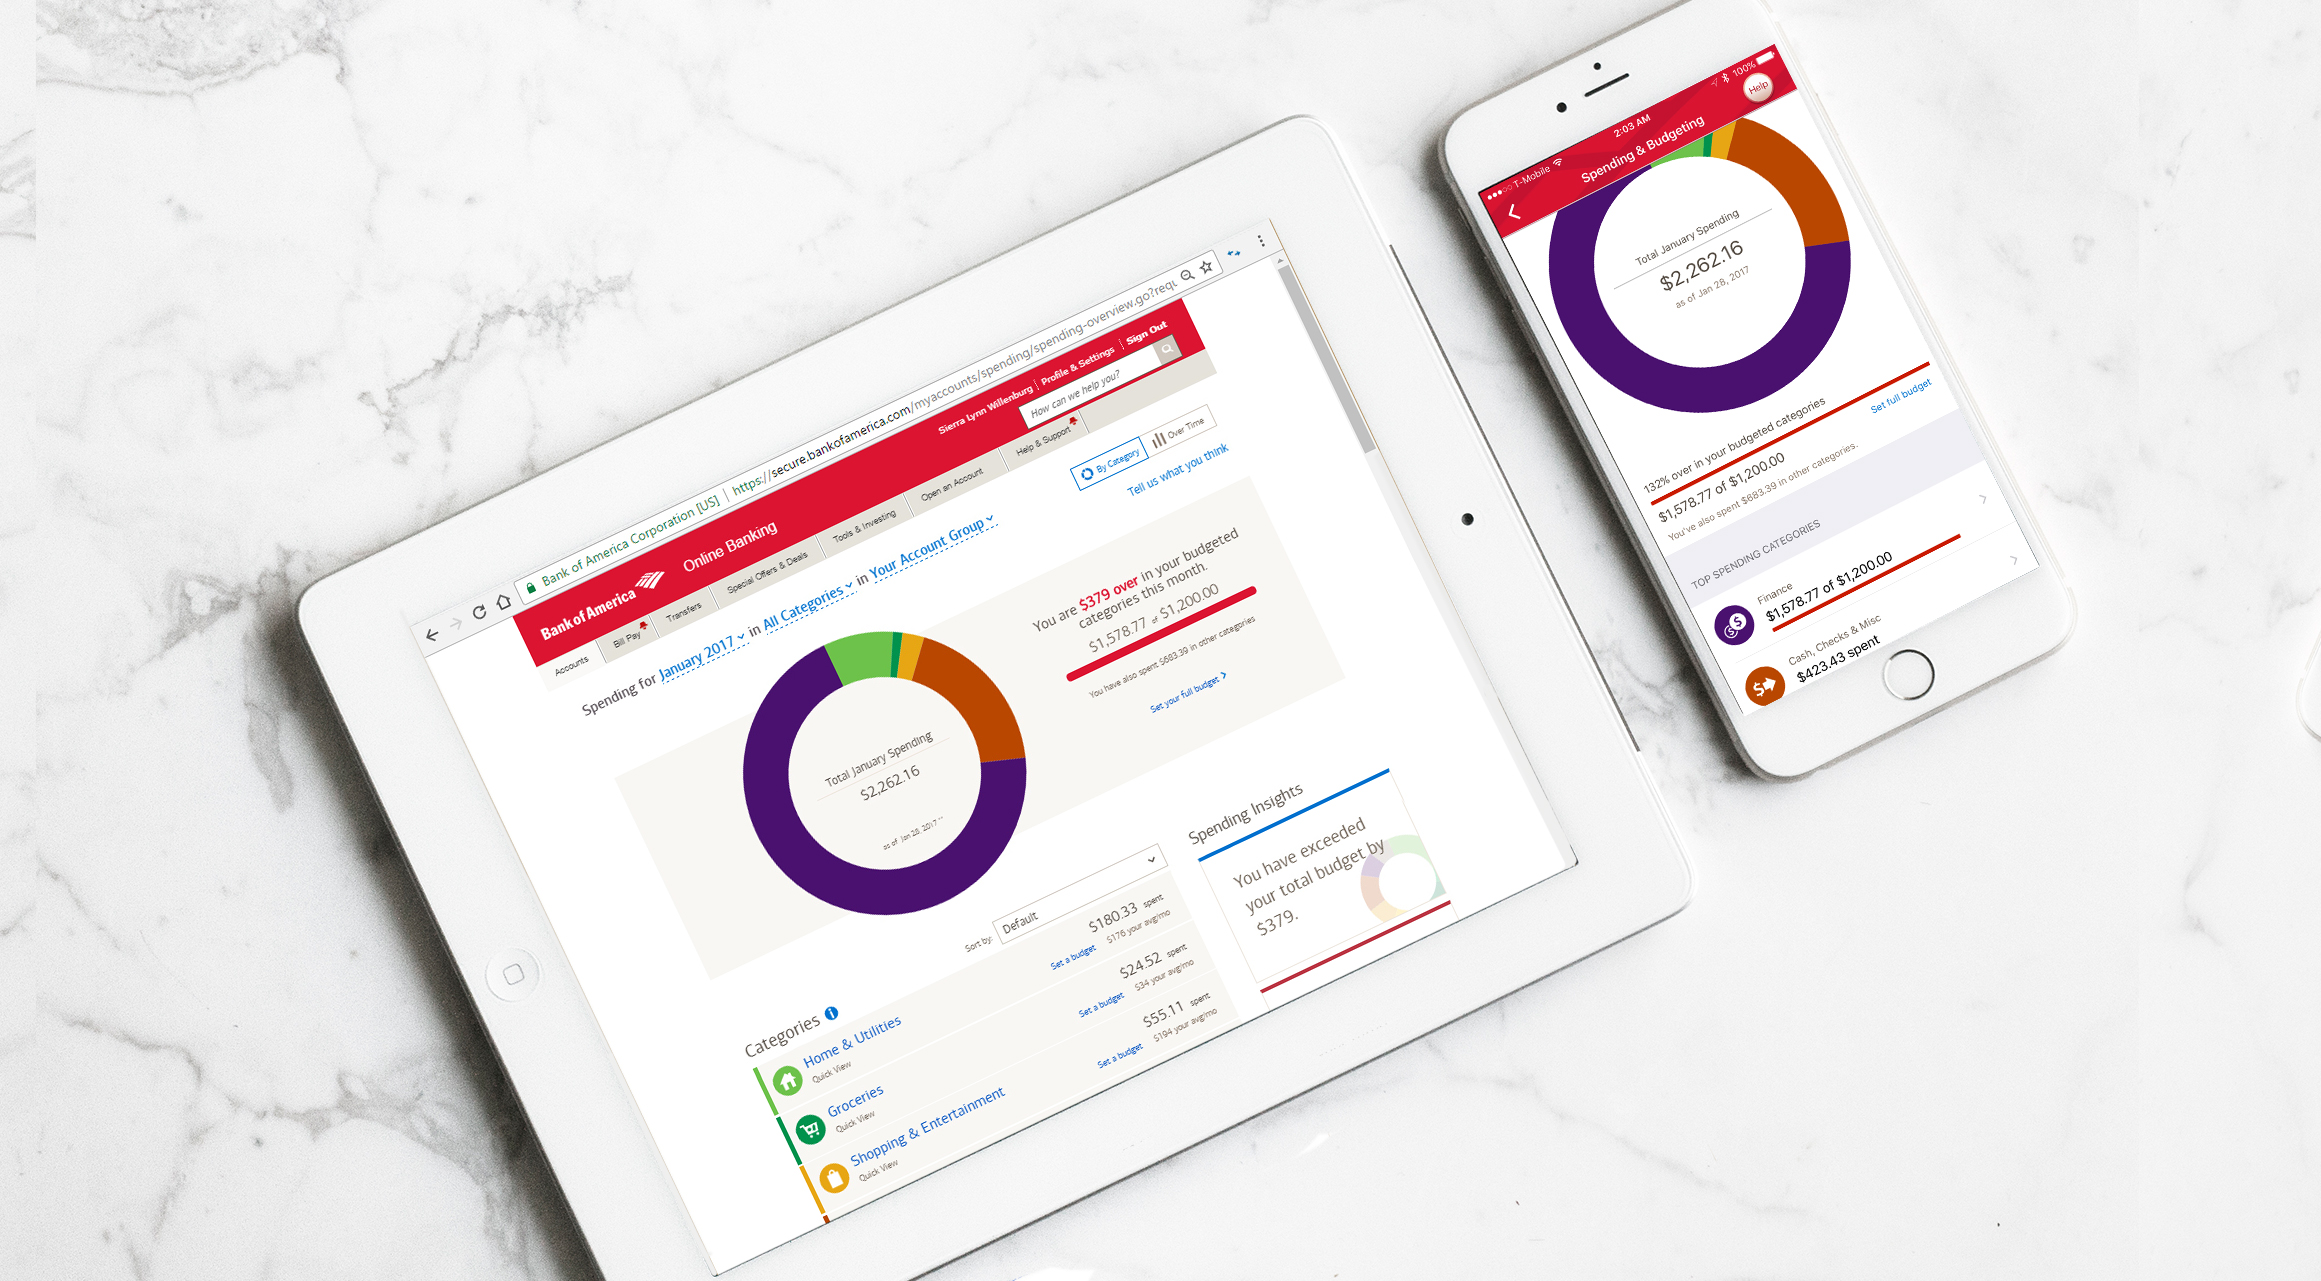 Bank of America Corporation [US] | https://secure.bankofamerica.com/myaccounts/spending/spending-overview.go?requ
Bank of America Online Banking
Sierra Lynn Willenburg | Profile & Settings | Sign Out
How can we help you?
Accounts
Bill Pay
Transfers
Special Offers & Deals
Tools & Investing
Open an Account
Help & Support
Spending for January 2017 in All Categories in Your Account Group
By Category
Over Time
Tell us what you think
Total January Spending
$2,262.16
as of Jan 28, 2017 **
You are $379 over in your budgeted
categories this month.
$1,578.77 of $1,200.00
You have also spent $683.39 in other categories
Set your full budget
Sort by:
Default
Categories
Home & Utilities
Quick View
$180.33 spent
Set a budget
$176 your avg/mo
Groceries
Quick View
$24.52 spent
Set a budget
$34 your avg/mo
Shopping & Entertainment
Quick View
$55.11 spent
Set a budget
$194 your avg/mo
Spending Insights
You have exceeded
your total budget by
$379.
T-Mobile
2:03 AM
100%
Spending & Budgeting
Help
Total January Spending
$2,262.16
as of Jan 28, 2017
132% over in your budgeted categories
$1,578.77 of $1,200.00
Set full budget
You've also spent $683.39 in other categories.
TOP SPENDING CATEGORIES
Finance
$1,578.77 of $1,200.00
Cash, Checks & Misc
$423.43 spent